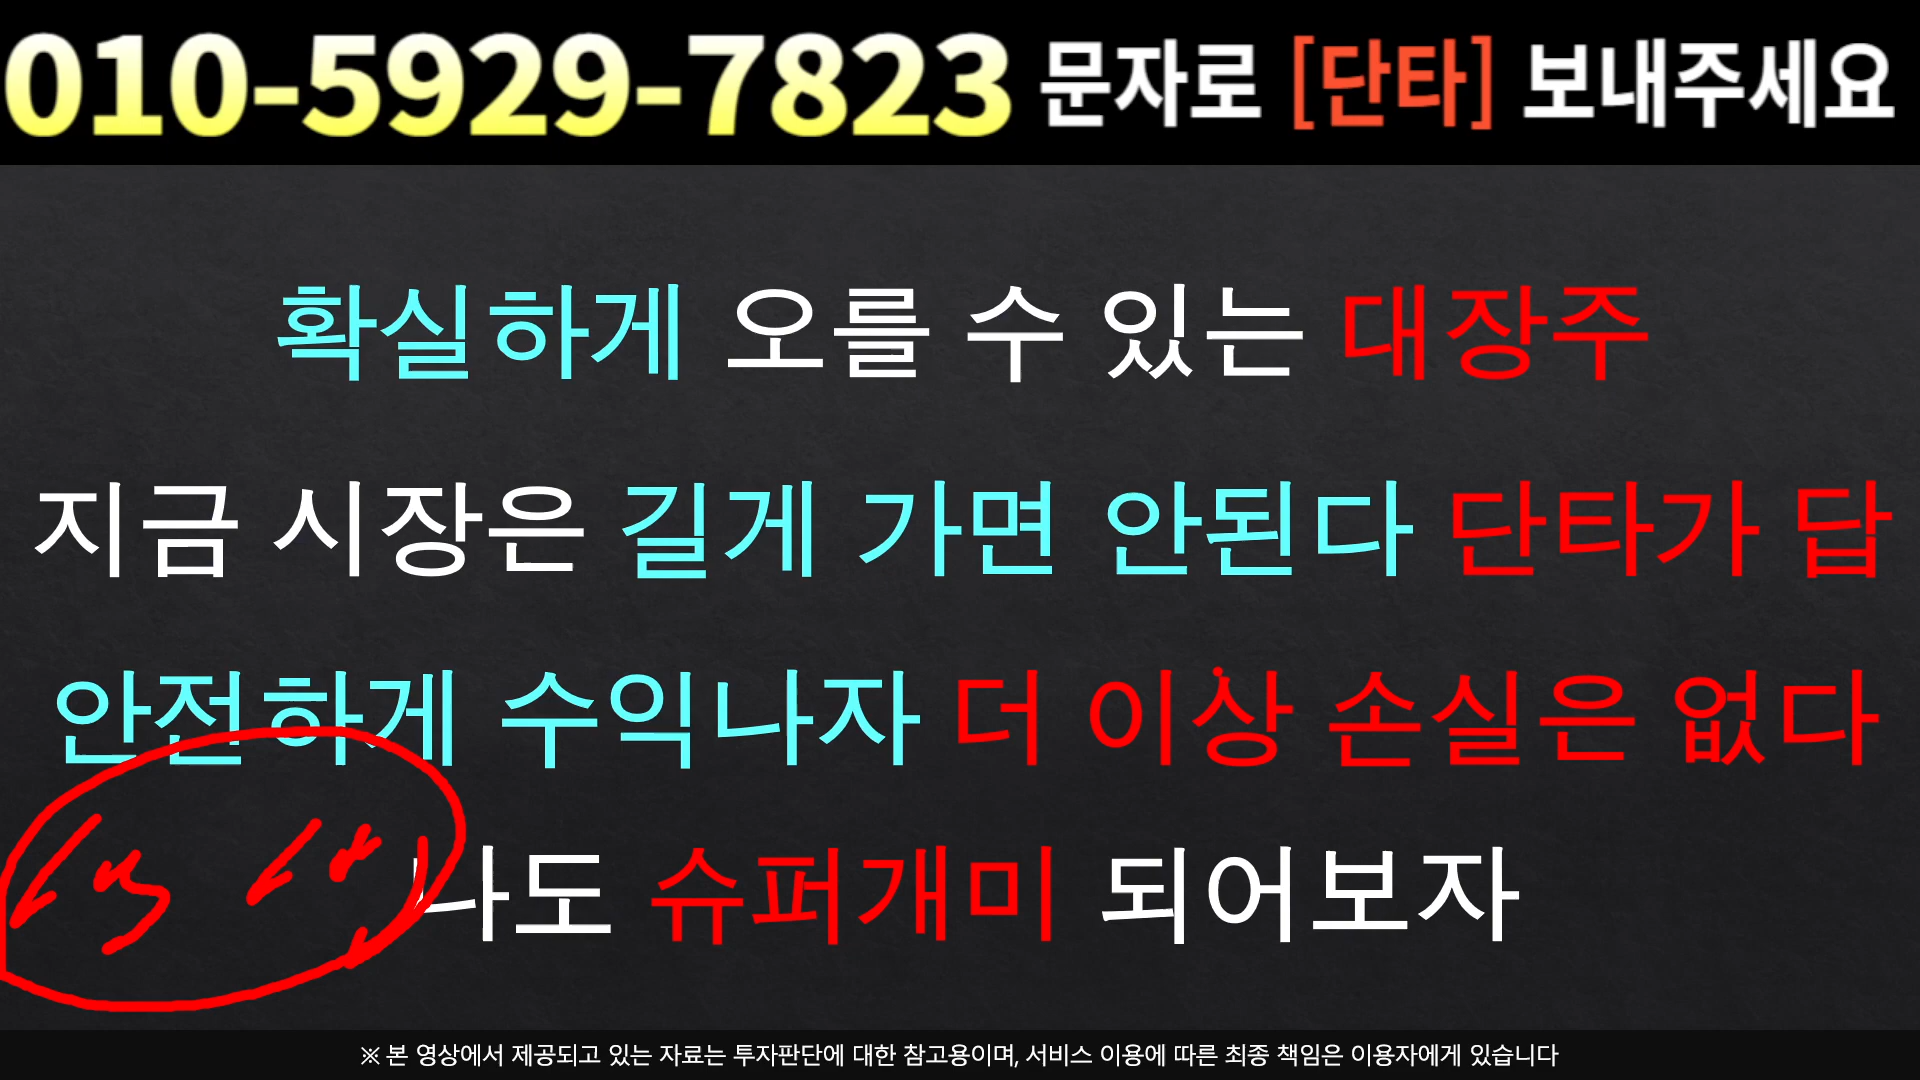 010-5929-7823 문자로 [단타] 보내주세요
확실하게 오를 수 있는 대장주
지금 시장은 길게 가면 안된다 단타가 답
안전하게 수익나자 더 이상 손실은 없다
나도 슈퍼개미 되어보자
※ 본 영상에서 제공되고 있는 자료는 투자판단에 대한 참고용이며, 서비스 이용에 따른 최종 책임은 이용자에게 있습니다